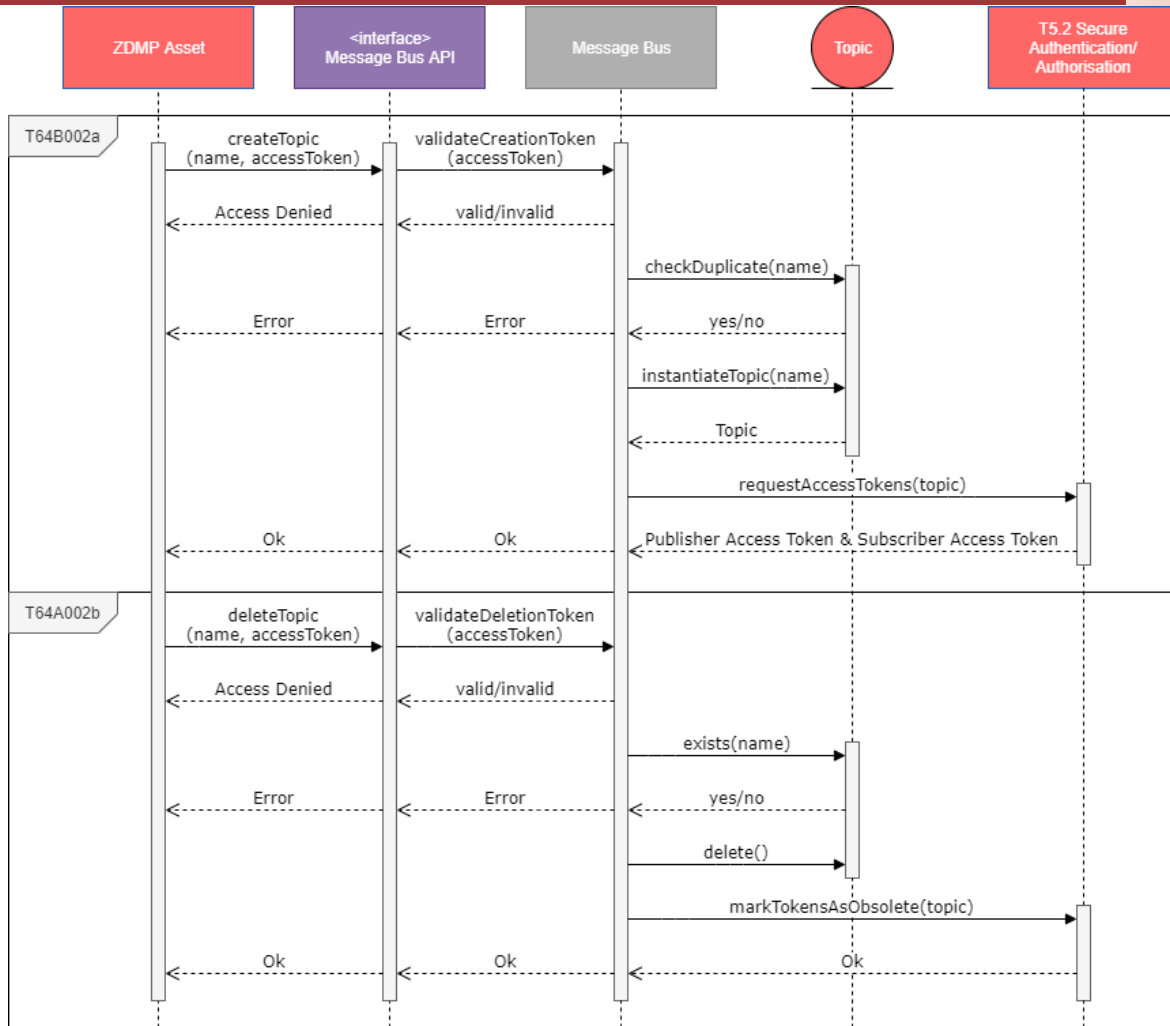 ZDMP Asset
<interface>
Message Bus API
Message Bus
Topic
T5.2 Secure
Authentication/
Authorisation
T64B002a
createTopic
(name, accessToken)
validateCreationToken
(accessToken)
Access Denied
valid/invalid
checkDuplicate(name)
Error
Error
yes/no
instantiateTopic(name)
Topic
requestAccessTokens(topic)
Ok
Ok
Publisher Access Token & Subscriber Access Token
T64A002b
deleteTopic
(name, accessToken)
validateDeletionToken
(accessToken)
Access Denied
valid/invalid
exists(name)
Error
Error
yes/no
delete()
markTokensAsObsolete(topic)
Ok
Ok
Ok